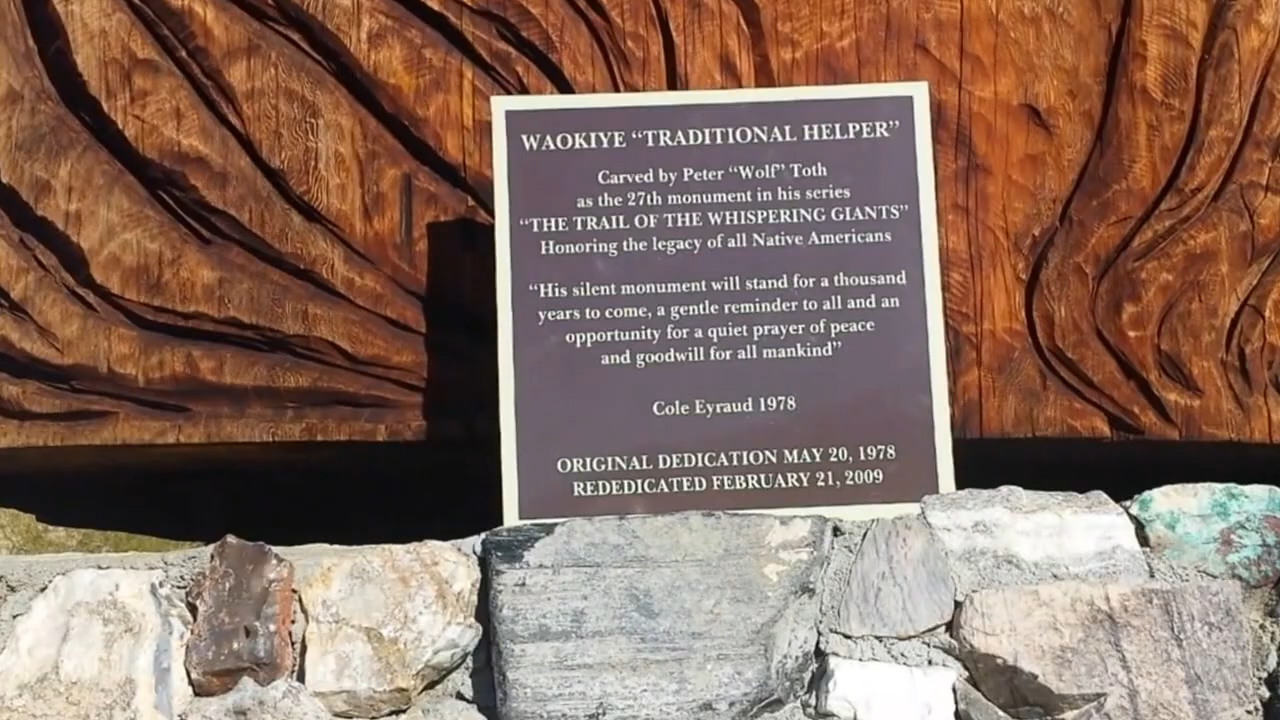 WAOKIYE “TRADITIONAL HELPER”
Carved by Peter “Wolf” Toth
as the 27th monument in his series
“THE TRAIL OF THE WHISPERING GIANTS”
Honoring the legacy of all Native Americans
“His silent monument will stand for a thousand
years to come, a gentle reminder to all and an
opportunity for a quiet prayer of peace
and goodwill for all mankind”
Cole Eyraud 1978
ORIGINAL DEDICATION MAY 20, 1978
REDEDICATED FEBRUARY 21, 2009